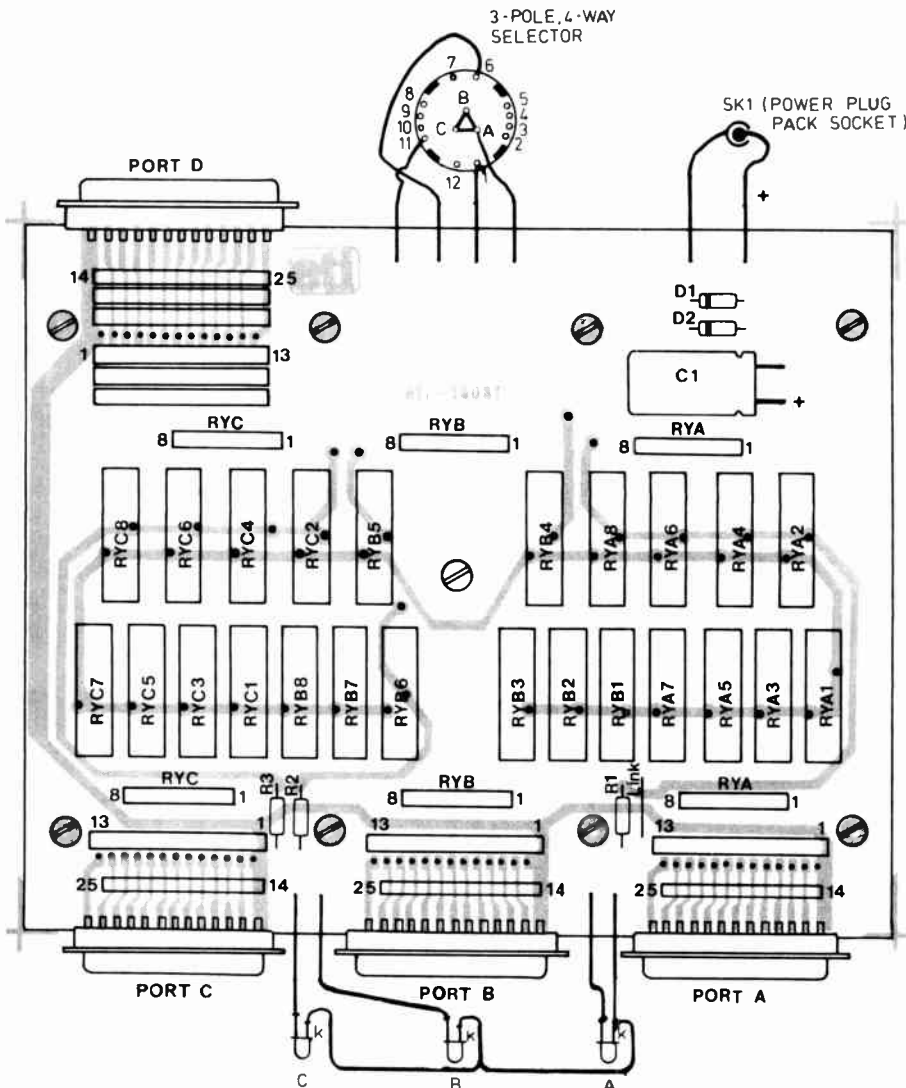 3-POLE, 4-WAY
SELECTOR
7 6
8 B 5
9 4
10 C A 3
11 2
12
SK1 (POWER PLUG
PACK SOCKET)
+
PORT D
14 25
1 13
D1
D2
C1
+
RYC
8 1
RYB
8 1
RYA
8 1
RYC8
RYC6
RYC4
RYC2
RYB5
RYB4
RYA8
RYA6
RYA4
RYA2
RYC7
RYC5
RYC3
RYC1
RYB8
RYB7
RYB6
RYB3
RYB2
RYB1
RYA7
RYA5
RYA3
RYA1
RYC
8 1
R3
R2
RYB
8 1
R1
Link
RYA
8 1
13 1
13 1
13 1
25 14
25 14
25 14
PORT C
PORT B
PORT A
k
k
k
C
B
A